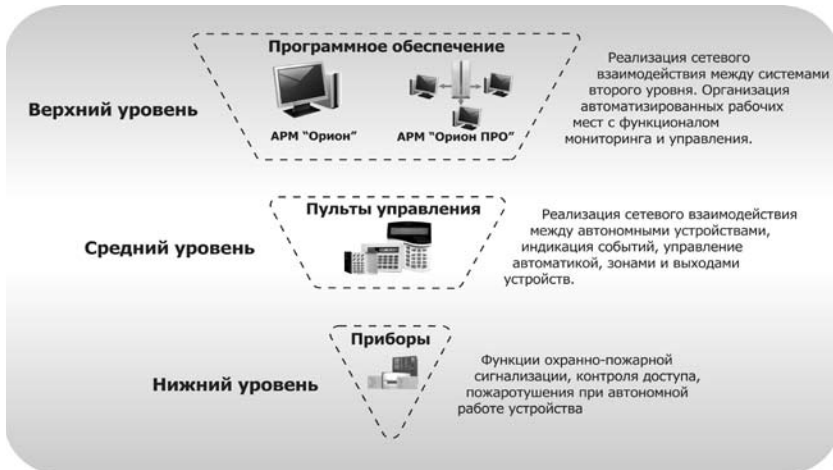 Программное обеспечение
Верхний уровень
АРМ "Орион"
АРМ "Орион ПРО"
Реализация сетевого
взаимодействия между системами
второго уровня. Организация
автоматизированных рабочих
мест с функционалом
мониторинга и управления.
Пульты управления
Средний уровень
Реализация сетевого взаимодействия
между автономными устройствами,
индикация событий, управление
автоматикой, зонами и выходами
устройств.
Приборы
Нижний уровень
Функции охранно-пожарной
сигнализации, контроля доступа,
пожаротушения при автономной
работе устройства